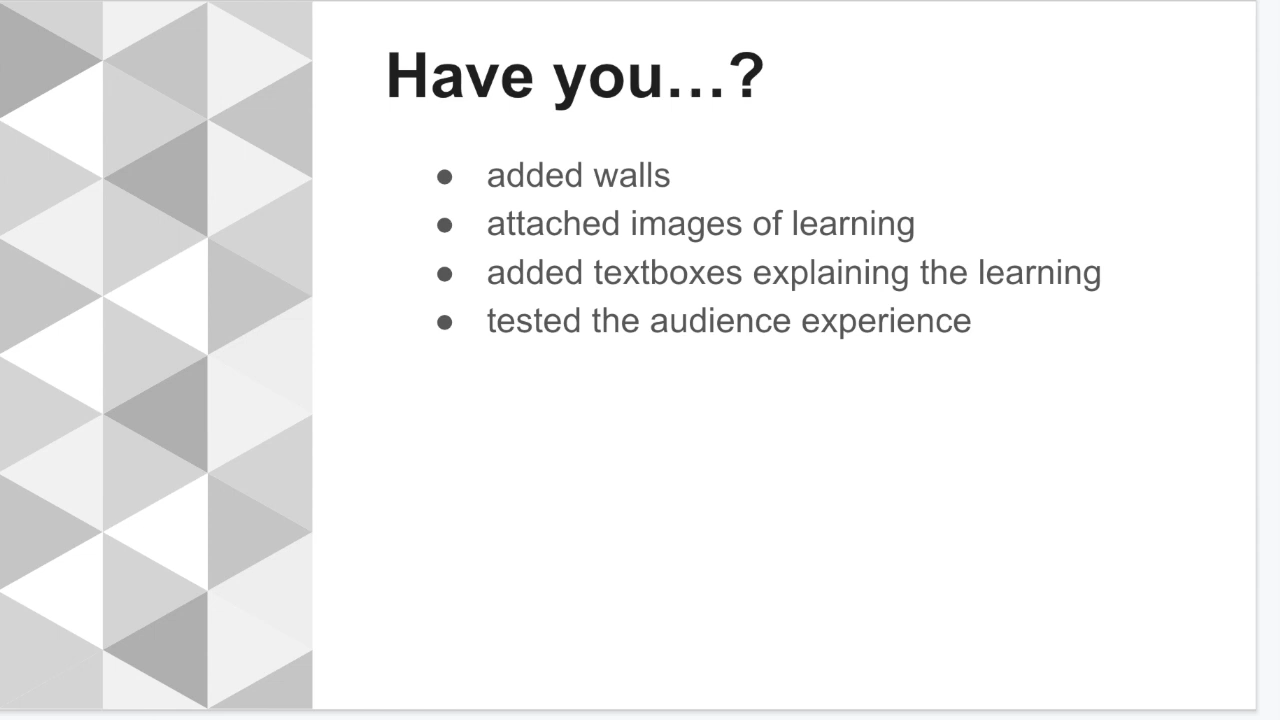 Have you…?
● added walls
● attached images of learning
● added textboxes explaining the learning
● tested the audience experience